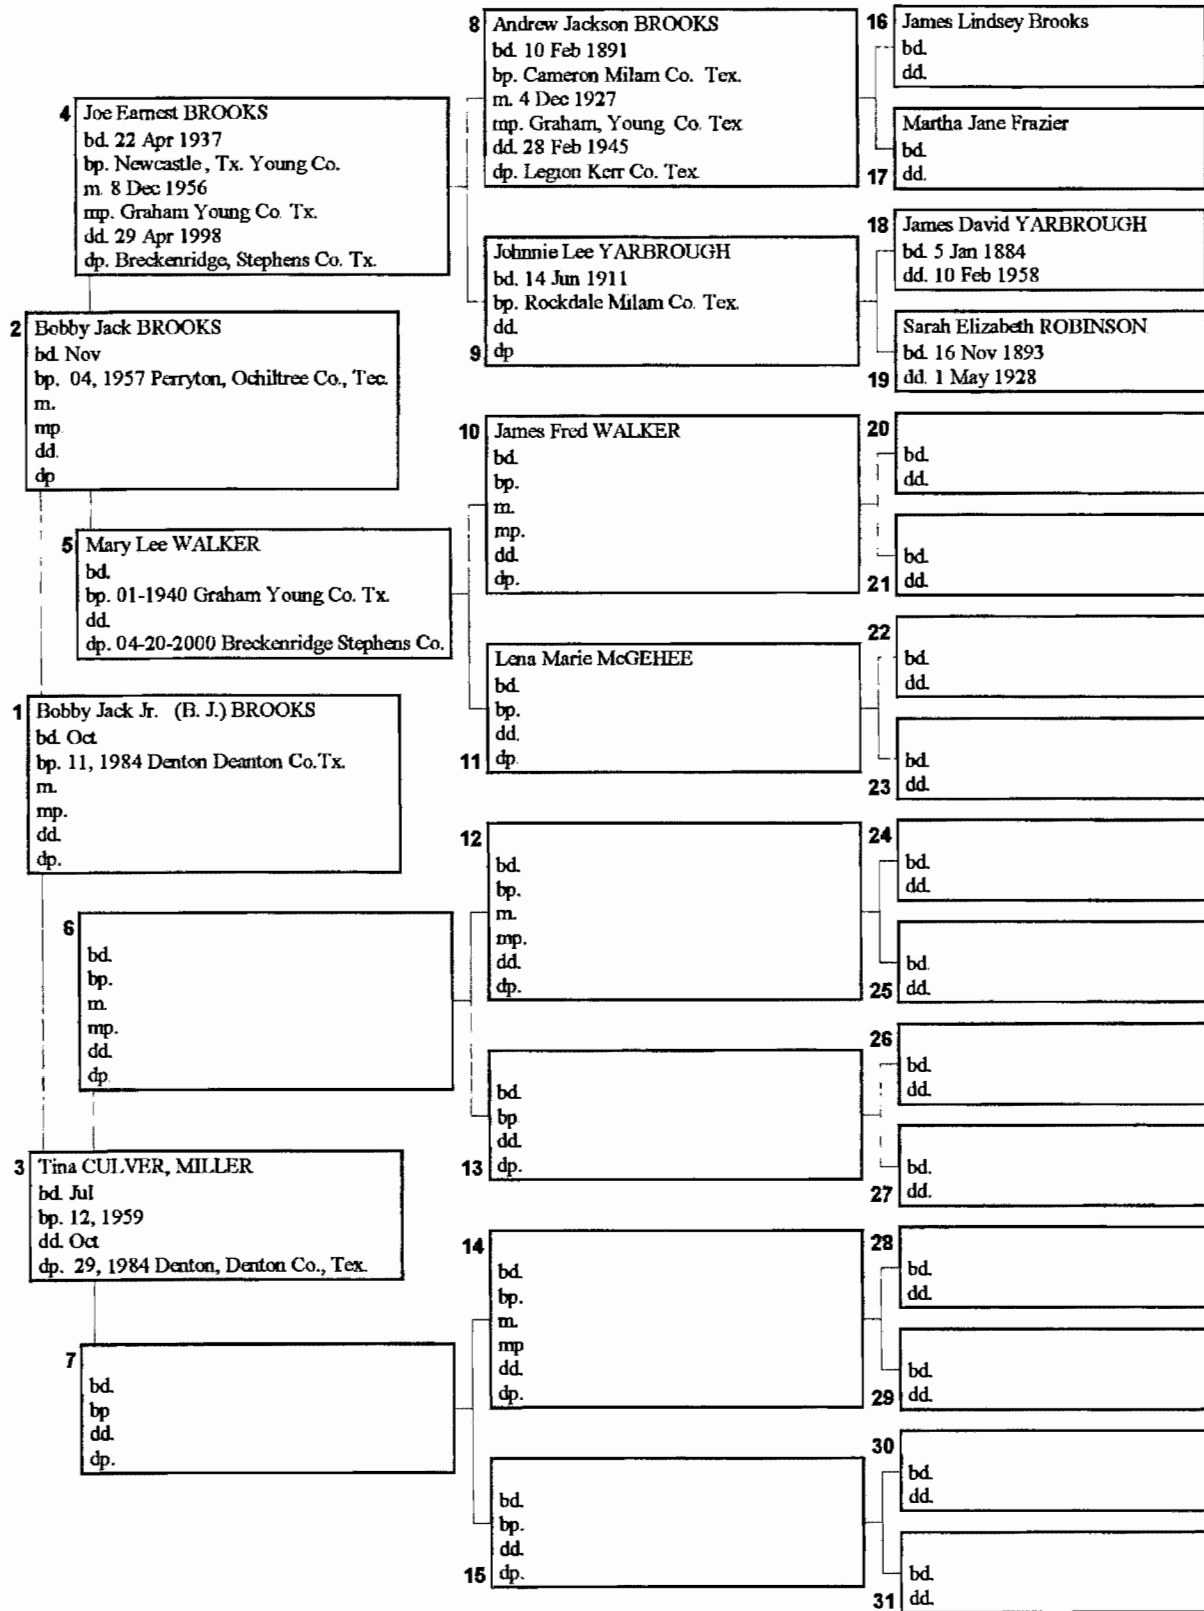 8 Andrew Jackson BROOKS
bd. 10 Feb 1891
bp. Cameron Milam Co. Tex.
m. 4 Dec 1927
mp. Graham, Young Co. Tex
dd. 28 Feb 1945
dp. Legion Kerr Co. Tex.
16 James Lindsey Brooks
bd.
dd.
Martha Jane Frazier
bd.
17 dd.
4 Joe Earnest BROOKS
bd. 22 Apr 1937
bp. Newcastle, Tx. Young Co.
m. 8 Dec 1956
mp. Graham Young Co. Tx.
dd. 29 Apr 1998
dp. Breckenridge, Stephens Co. Tx.
Johnnie Lee YARBROUGH
bd. 14 Jun 1911
bp. Rockdale Milam Co. Tex.
dd.
9 dp
18 James David YARBROUGH
bd. 5 Jan 1884
dd. 10 Feb 1958
Sarah Elizabeth ROBINSON
bd. 16 Nov 1893
19 dd. 1 May 1928
2 Bobby Jack BROOKS
bd. Nov
bp. 04, 1957 Perryton, Ochiltree Co., Tec.
m.
mp.
dd.
dp
10 James Fred WALKER
bd.
bp.
m.
mp.
dd.
dp.
20
bd.
dd.
bd.
21 dd.
5 Mary Lee WALKER
bd.
bp. 01-1940 Graham Young Co. Tx.
dd.
dp. 04-20-2000 Breckenridge Stephens Co.
Lena Marie McGEHEE
bd.
bp.
dd.
11 dp.
22
bd.
dd.
bd.
23 dd.
1 Bobby Jack Jr. (B. J.) BROOKS
bd. Oct
bp. 11, 1984 Denton Deanton Co.Tx.
m.
mp.
dd.
dp.
12
bd.
bp.
m.
mp.
dd.
dp.
24
bd.
dd.
bd.
25 dd.
6
bd.
bp.
m.
mp.
dd.
dp.
bd.
bp
dd.
13 dp.
26
bd.
dd.
bd.
27 dd.
3 Tina CULVER, MILLER
bd. Jul
bp. 12, 1959
dd. Oct
dp. 29, 1984 Denton, Denton Co., Tex.
14
bd.
bp.
m.
mp
dd.
dp.
28
bd.
dd.
bd.
29 dd.
7
bd.
bp
dd.
dp.
bd.
bp.
dd.
15 dp.
30
bd.
dd.
bd.
31 dd.